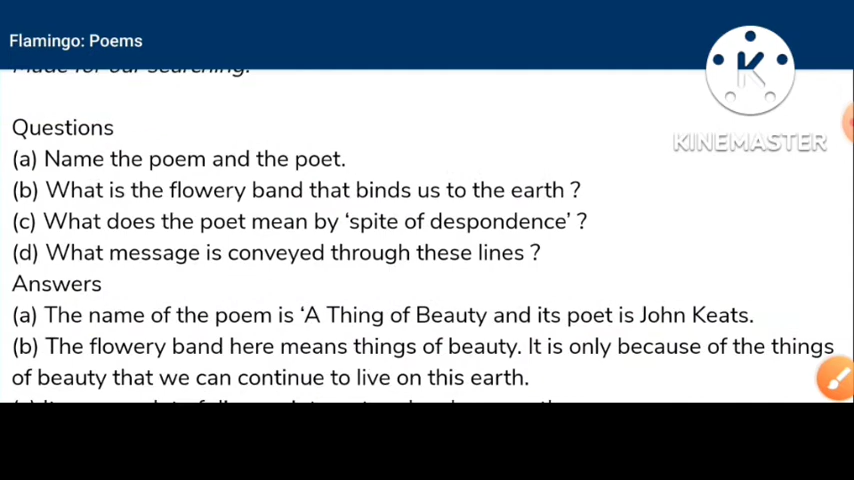 Flamingo: Poems
Made for our searching.
KINEMASTER
Questions
(a) Name the poem and the poet.
(b) What is the flowery band that binds us to the earth ?
(c) What does the poet mean by ‘spite of despondence’ ?
(d) What message is conveyed through these lines ?
Answers
(a) The name of the poem is ‘A Thing of Beauty and its poet is John Keats.
(b) The flowery band here means things of beauty. It is only because of the things
of beauty that we can continue to live on this earth.